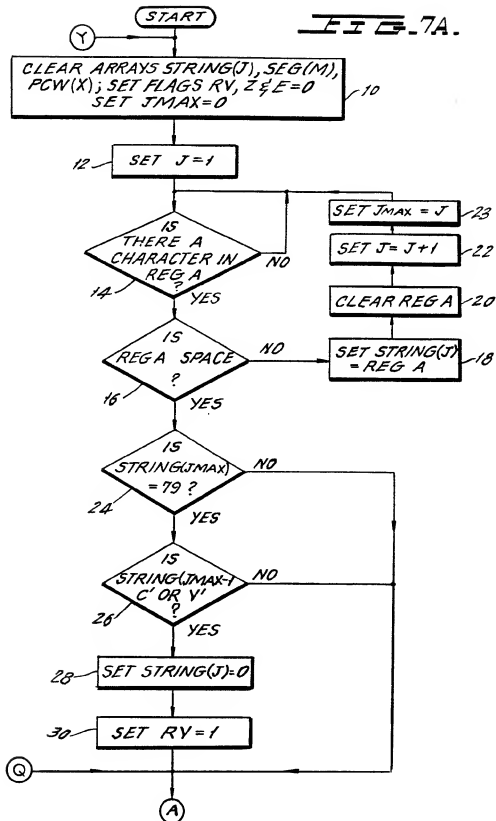 START
FIG. 7A.
Y
CLEAR ARRAYS STRING(J), SEG(M),
PCW(X); SET FLAGS RV, Z & E=0
SET JMAX=0
10
12
SET J=1
IS
THERE A
CHARACTER IN
REG A
?
14
NO
YES
SET JMAX = J
23
SET J= J+1
22
CLEAR REG A
20
SET STRING(J)
= REG A
18
IS
REG A SPACE
?
16
NO
YES
IS
STRING(JMAX)
=79 ?
24
NO
YES
IS
STRING(JMAX-1
C' OR V'
?
26
NO
YES
28
SET STRING(J)=0
30
SET RV=1
Q
A